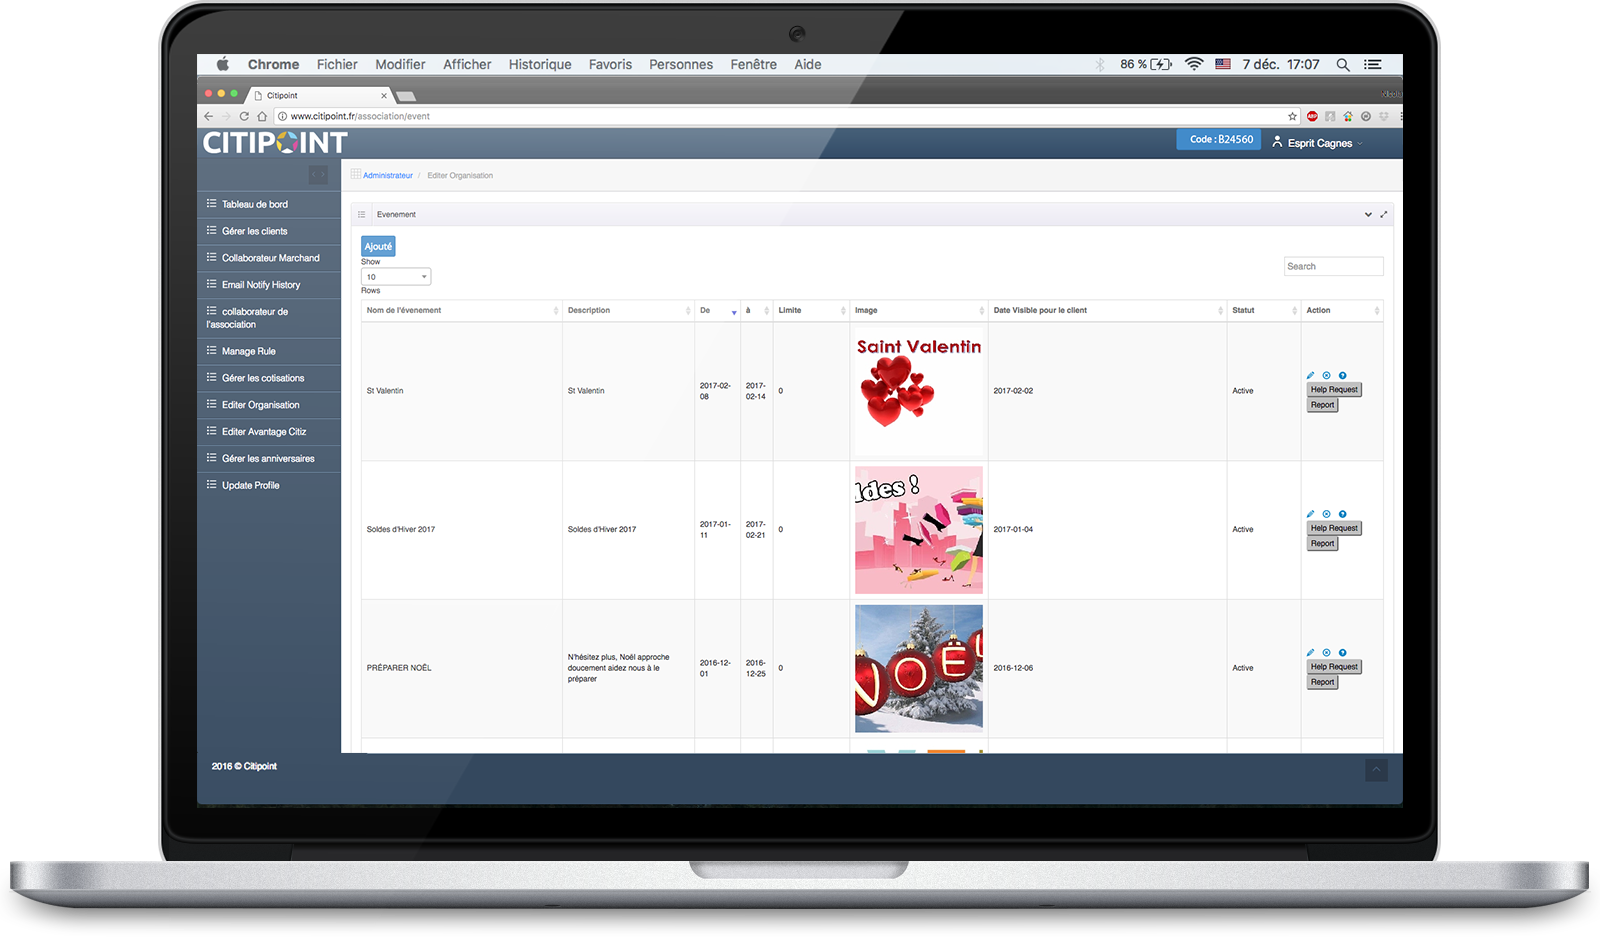 Chrome Fichier Modifier Afficher Historique Favoris Personnes Fenêtre Aide 86 % 7 déc. 17:07
Citipoint
www.citipoint.fr/association/event
CITIPOINT
Code : B24560 Esprit Cagnes
Administrateur / Editer Organisation
Tableau de bord
Gérer les clients
Collaborateur Marchand
Email Notify History
collaborateur de
l'association
Manage Rule
Gérer les cotisations
Editer Organisation
Editer Avantage Citiz
Gérer les anniversaires
Update Profile
Evenement
Ajouté
Show
10
Rows
Search
Nom de l'évenement Description De à Limite Image Date Visible pour le client Statut Action
St Valentin St Valentin 2017-02-08 2017-02-14 0 Saint Valentin 2017-02-02 Active
Help Request
Report
Soldes d'Hiver 2017 Soldes d'Hiver 2017 2017-01-11 2017-02-21 0 ldes ! 2017-01-04 Active
Help Request
Report
PRÉPARER NOËL N'hésitez plus, Noël approche
doucement aidez nous à le
préparer
2016-12-01 2016-12-25 0 NOËL 2016-12-06 Active
Help Request
Report
2016 © Citipoint